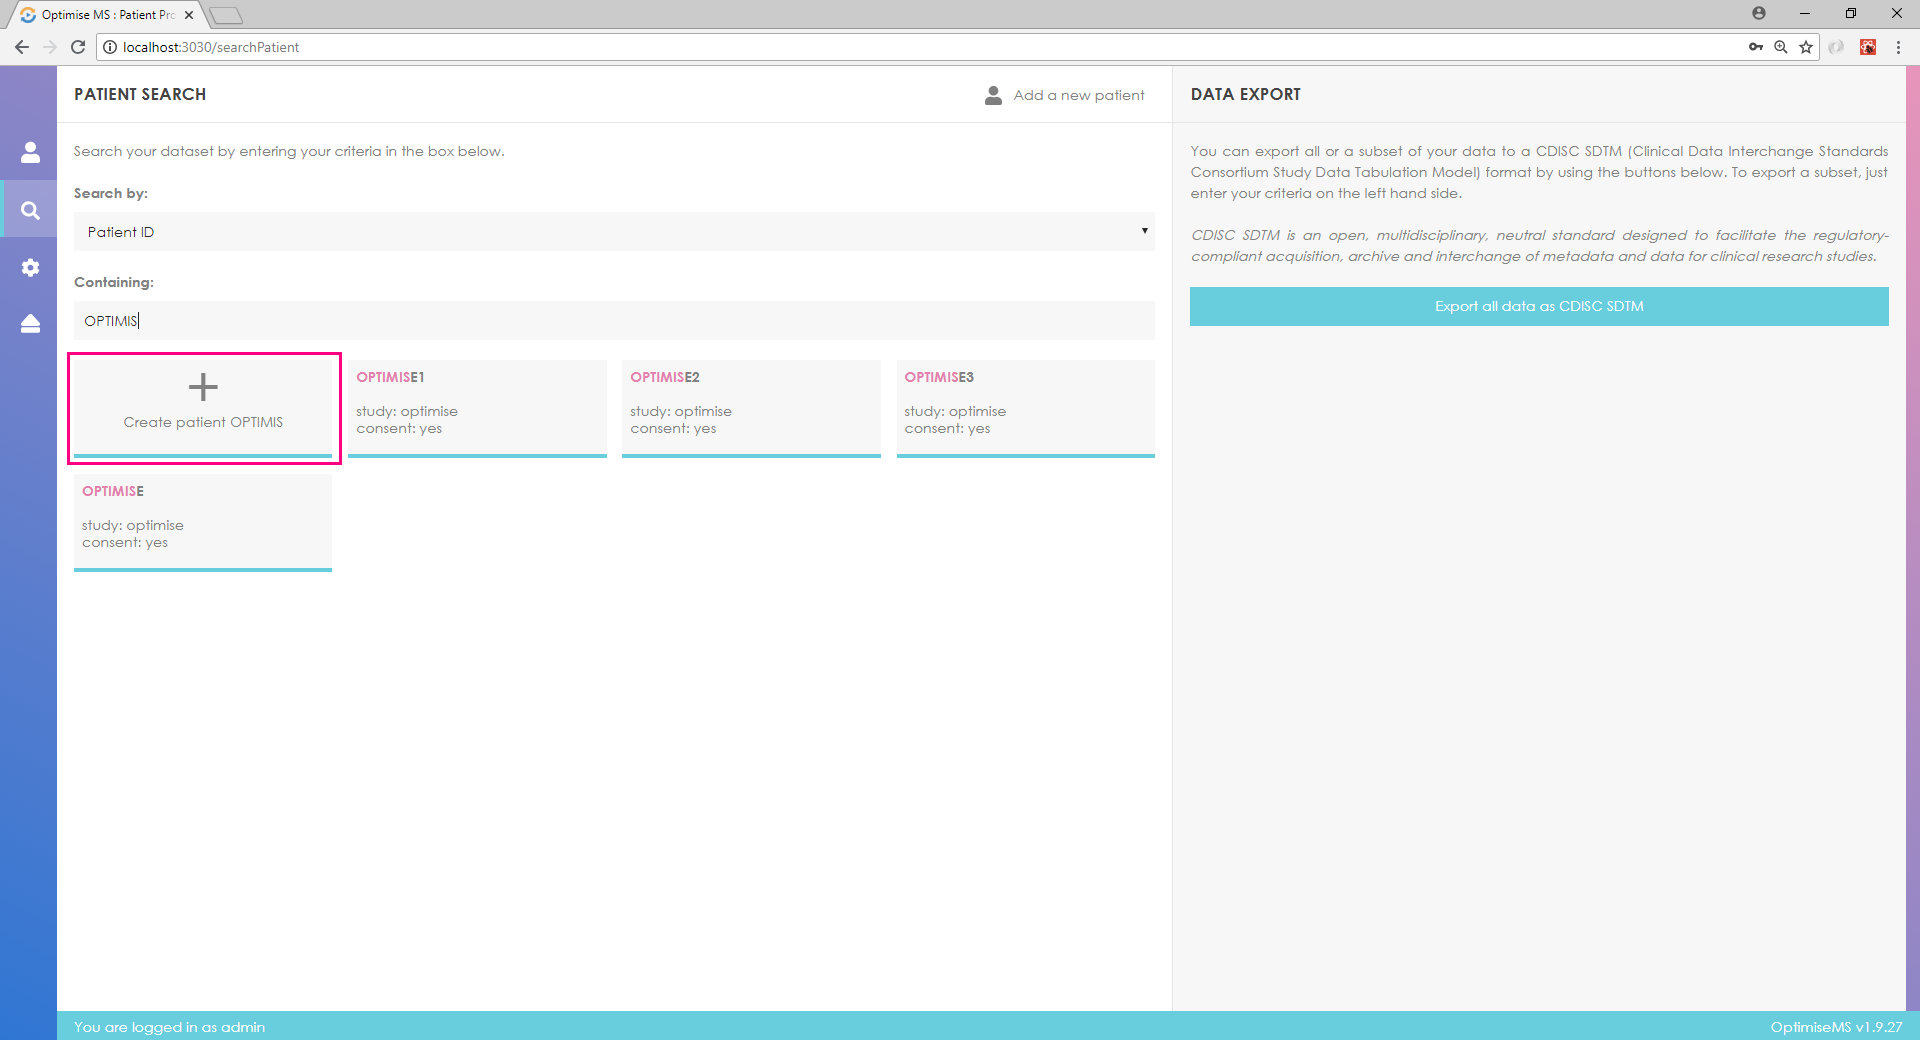 Optimise MS : Patient Pro
localhost:3030/searchPatient
PATIENT SEARCH
Add a new patient
Search your dataset by entering your criteria in the box below.
Search by:
Patient ID
Containing:
OPTIMIS
Create patient OPTIMIS
OPTIMISE1
study: optimise
consent: yes
OPTIMISE2
study: optimise
consent: yes
OPTIMISE3
study: optimise
consent: yes
OPTIMISE
study: optimise
consent: yes
DATA EXPORT
You can export all or a subset of your data to a CDISC SDTM (Clinical Data Interchange Standards
Consortium Study Data Tabulation Model) format by using the buttons below. To export a subset, just
enter your criteria on the left hand side.
CDISC SDTM is an open, multidisciplinary, neutral standard designed to facilitate the regulatory-
compliant acquisition, archive and interchange of metadata and data for clinical research studies.
Export all data as CDISC SDTM
You are logged in as admin
OptimiseMS v1.9.27